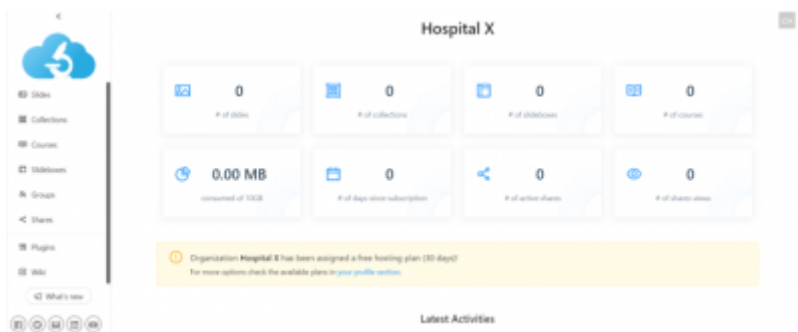 Hospital X
Slides
Collections
Courses
Slideboxes
Groups
Shares
Plugins
Wiki
What's new
0
# of slides
0
# of collections
0
# of slideboxes
0
# of courses
0.00 MB
consumed of 10GB
0
# of days since subscription
0
# of active shares
0
# of shares views
Organization Hospital X has been assigned a free hosting plan (30 days)!
For more options check the available plans in your profile section.
Latest Activities